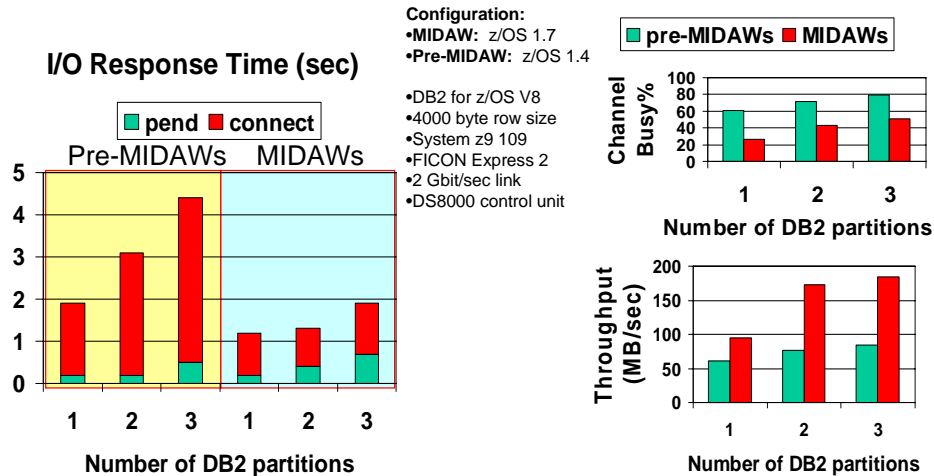 I/O Response Time (sec)
pend connect
Pre-MIDAWs MIDAWs
5
4
3
2
1
0
1 2 3 1 2 3
Number of DB2 partitions
Configuration:
•MIDAW: z/OS 1.7
•Pre-MIDAW: z/OS 1.4
•DB2 for z/OS V8
•4000 byte row size
•System z9 109
•FICON Express 2
•2 Gbit/sec link
•DS8000 control unit
pre-MIDAWs MIDAWs
Channel
Busy%
100
80
60
40
20
0
1 2 3
Number of DB2 partitions
Throughput
(MB/sec)
200
150
100
50
0
1 2 3
Number of DB2 partitions